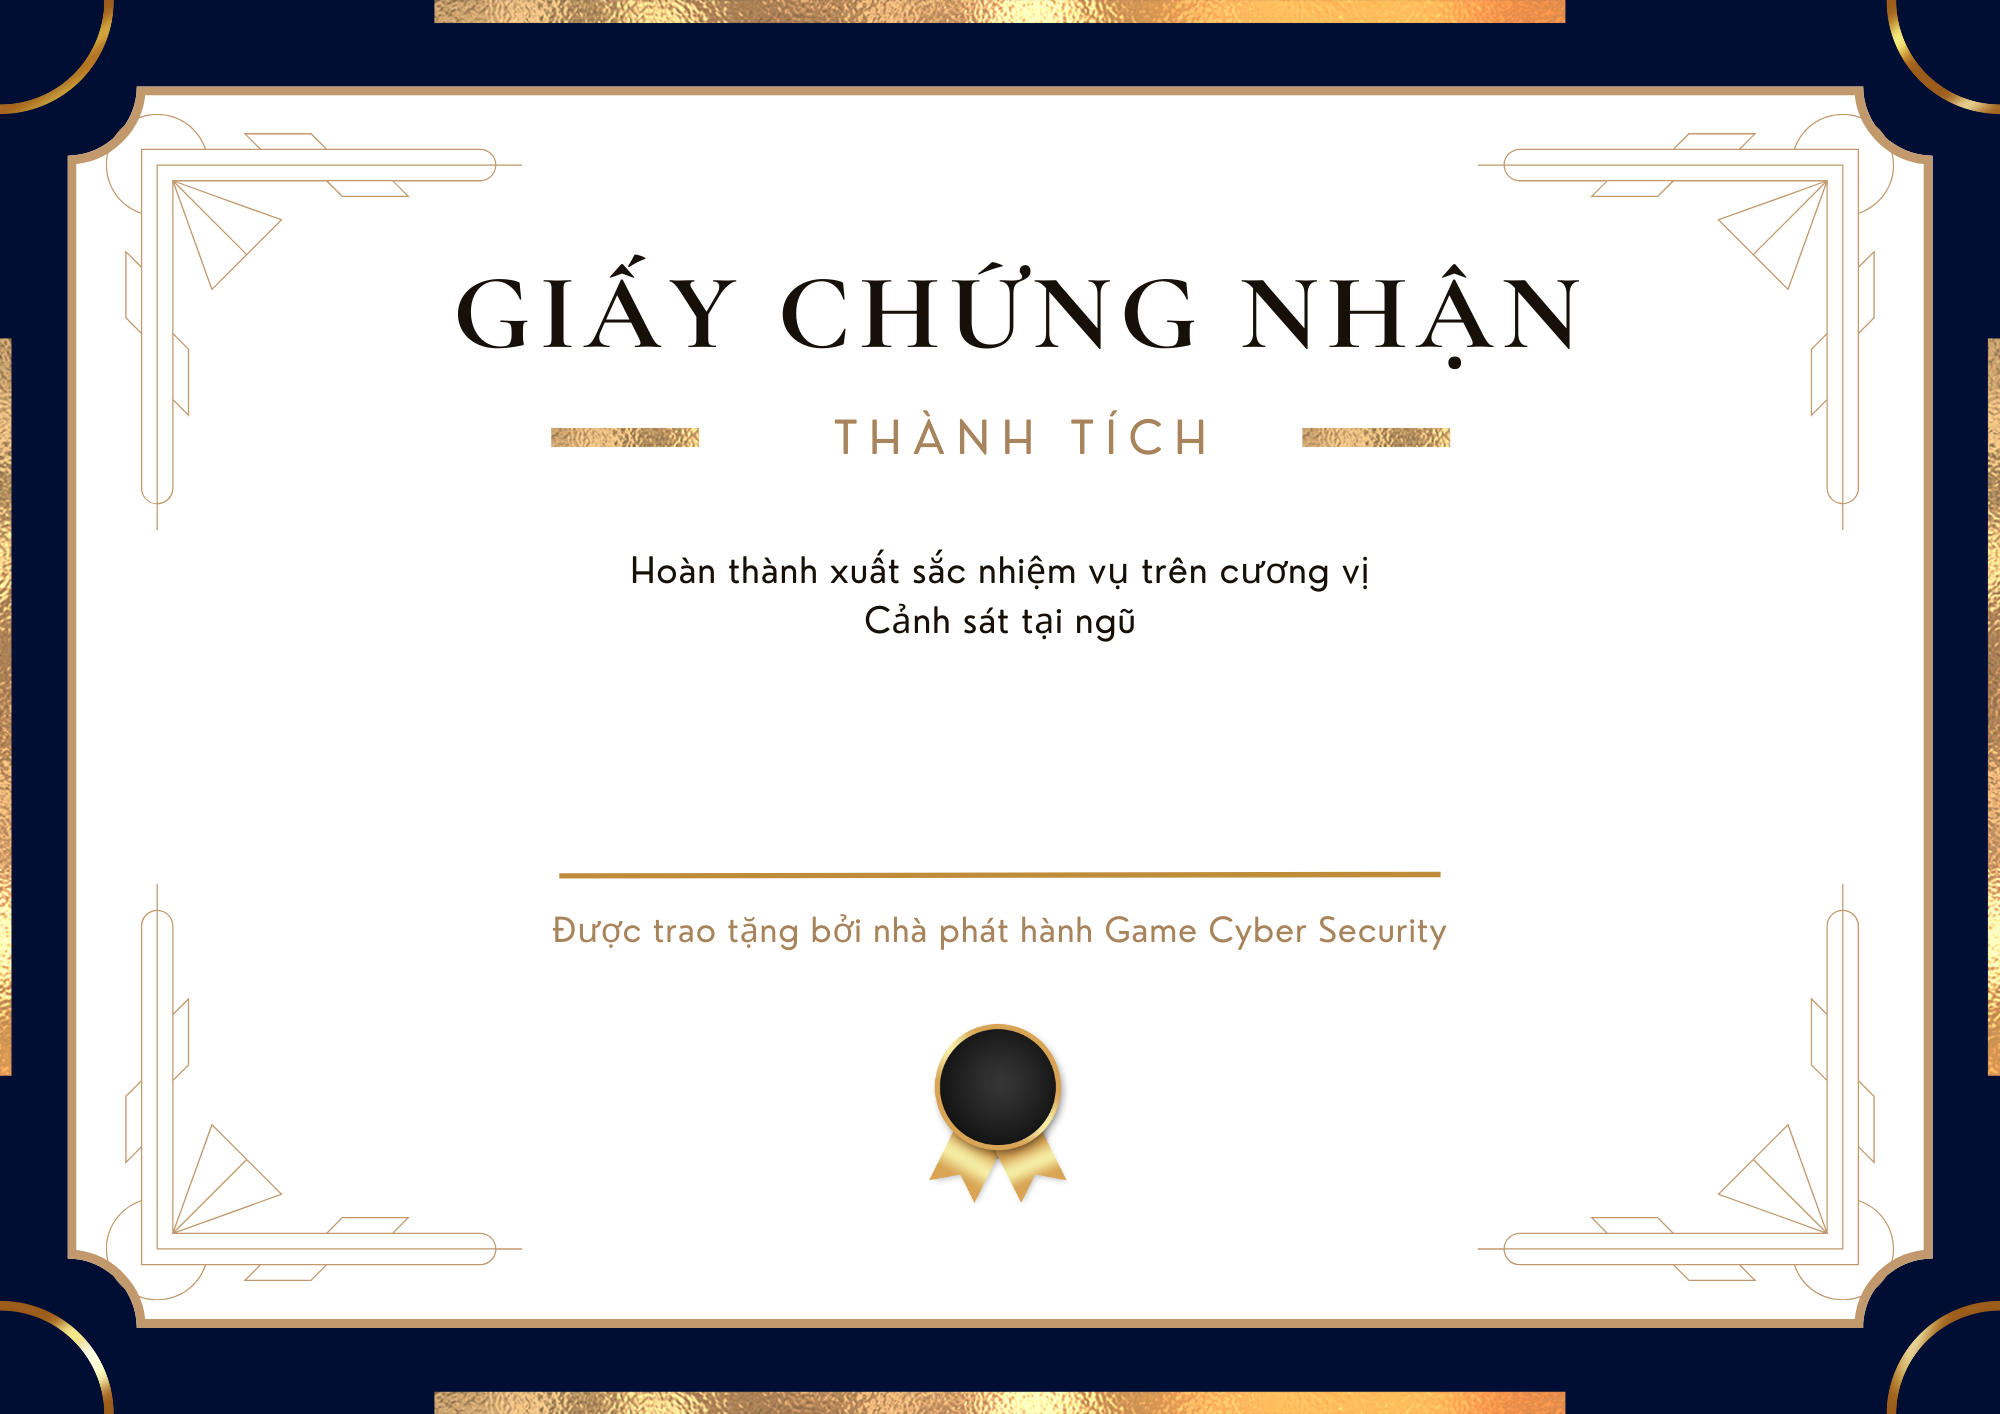 GIẤY CHỨNG NHẬN
THÀNH TÍCH
Hoàn thành xuất sắc nhiệm vụ trên cương vị
Cảnh sát tại ngũ
Được trao tặng bởi nhà phát hành Game Cyber Security